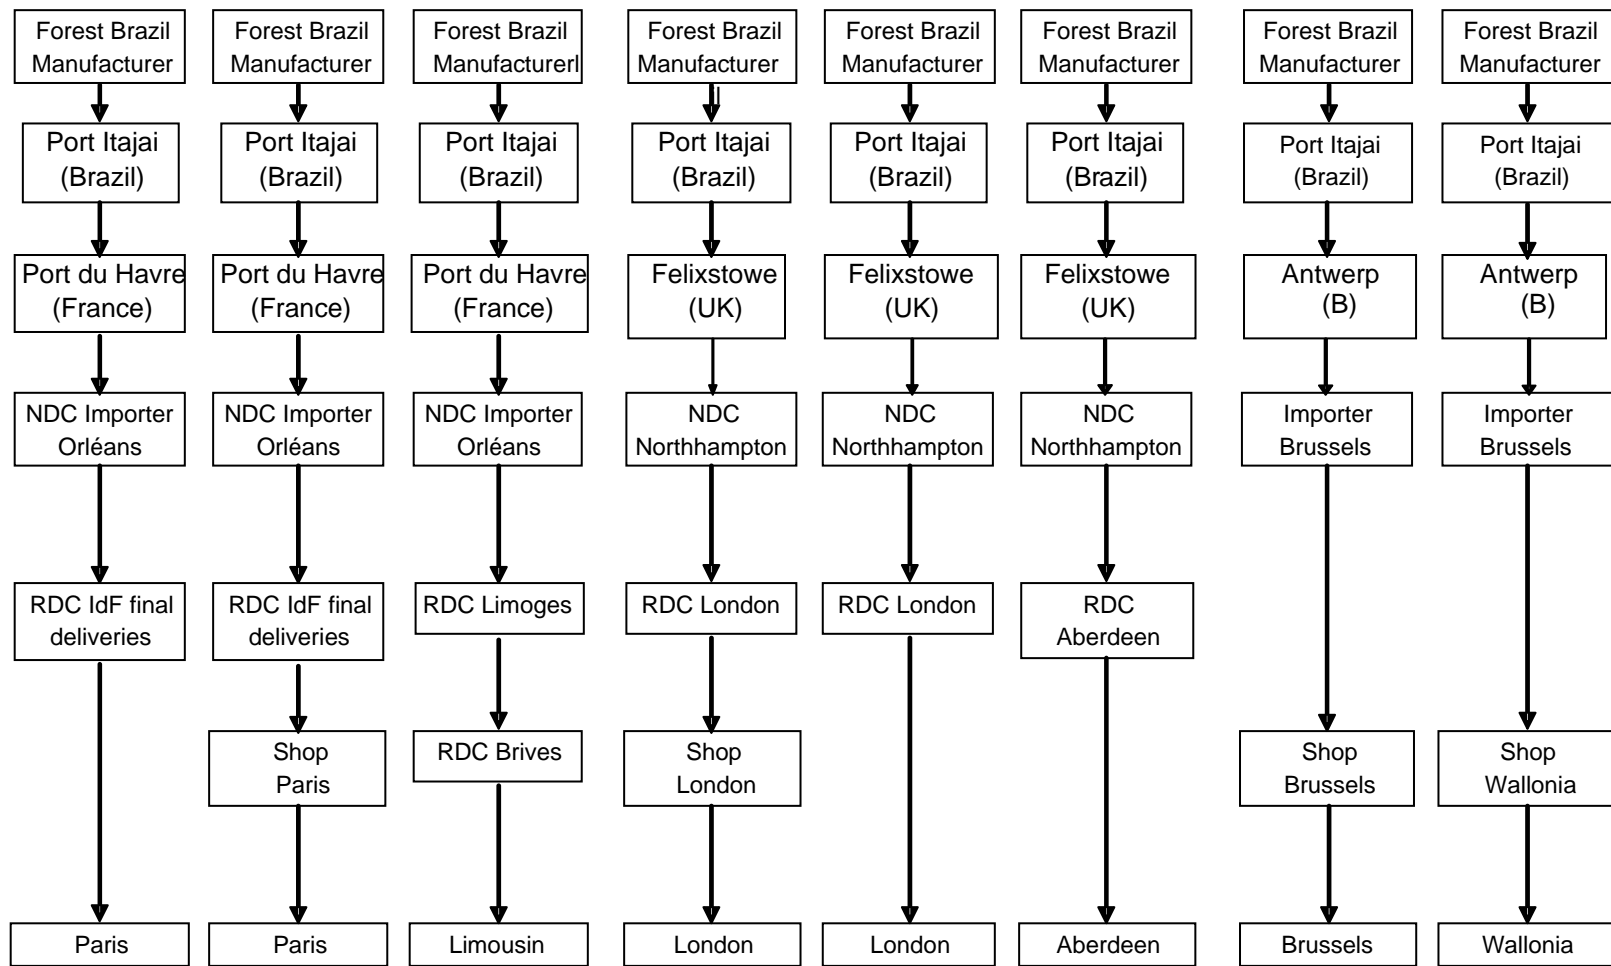 Forest Brazil
Manufacturer
Forest Brazil
Manufacturer
Forest Brazil
Manufacturerl
Forest Brazil
Manufacturer
Forest Brazil
Manufacturer
Forest Brazil
Manufacturer
Forest Brazil
Manufacturer
Forest Brazil
Manufacturer
Port Itajai
(Brazil)
Port Itajai
(Brazil)
Port Itajai
(Brazil)
Port Itajai
(Brazil)
Port Itajai
(Brazil)
Port Itajai
(Brazil)
Port Itajai
(Brazil)
Port Itajai
(Brazil)
Port du Havre
(France)
Port du Havre
(France)
Port du Havre
(France)
Felixstowe
(UK)
Felixstowe
(UK)
Felixstowe
(UK)
Antwerp
(B)
Antwerp
(B)
NDC Importer
Orléans
NDC Importer
Orléans
NDC Importer
Orléans
NDC
Northhampton
NDC
Northhampton
NDC
Northhampton
Importer
Brussels
Importer
Brussels
RDC IdF final
deliveries
RDC IdF final
deliveries
RDC Limoges
RDC London
RDC London
RDC
Aberdeen
Shop
Paris
RDC Brives
Shop
London
Shop
Brussels
Shop
Wallonia
Paris
Paris
Limousin
London
London
Aberdeen
Brussels
Wallonia